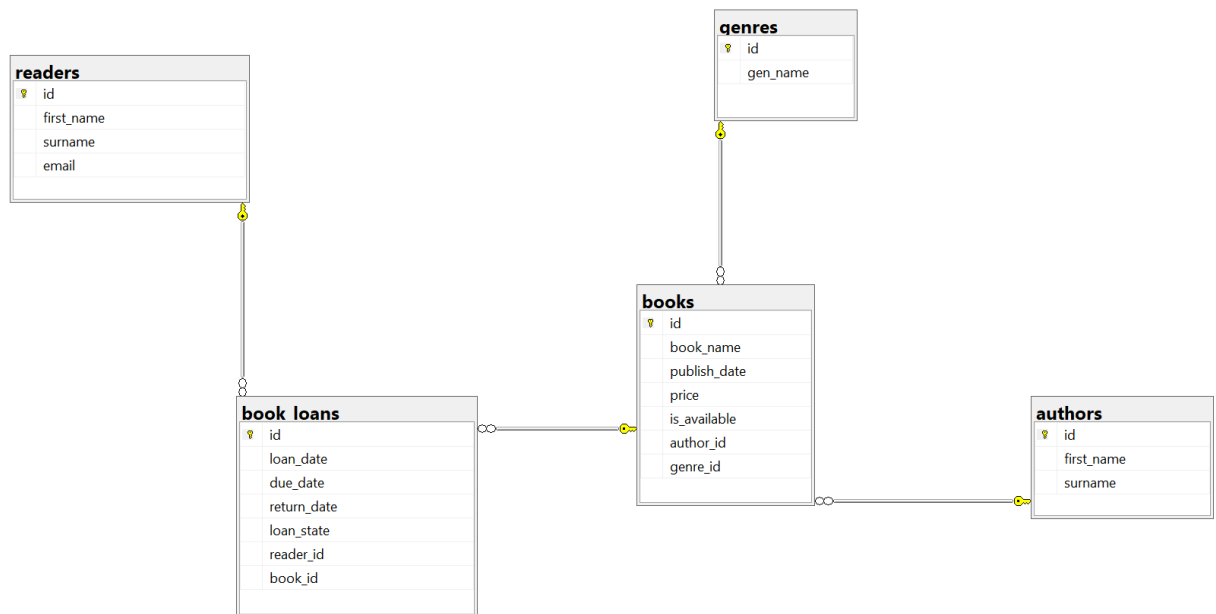 genres
id
gen_name
readers
id
first_name
surname
email
books
id
book_name
publish_date
price
is_available
author_id
genre_id
book_loans
id
loan_date
due_date
return_date
loan_state
reader_id
book_id
authors
id
first_name
surname